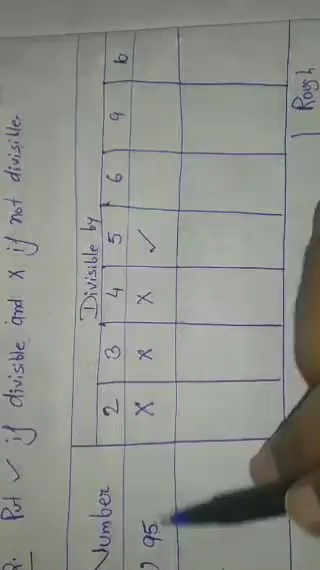 Q. Put ✓ if divisible and X if not divisible.
Number Divisible by
2 3 4 5 6 9 10
) 95 X X X ✓
Rough